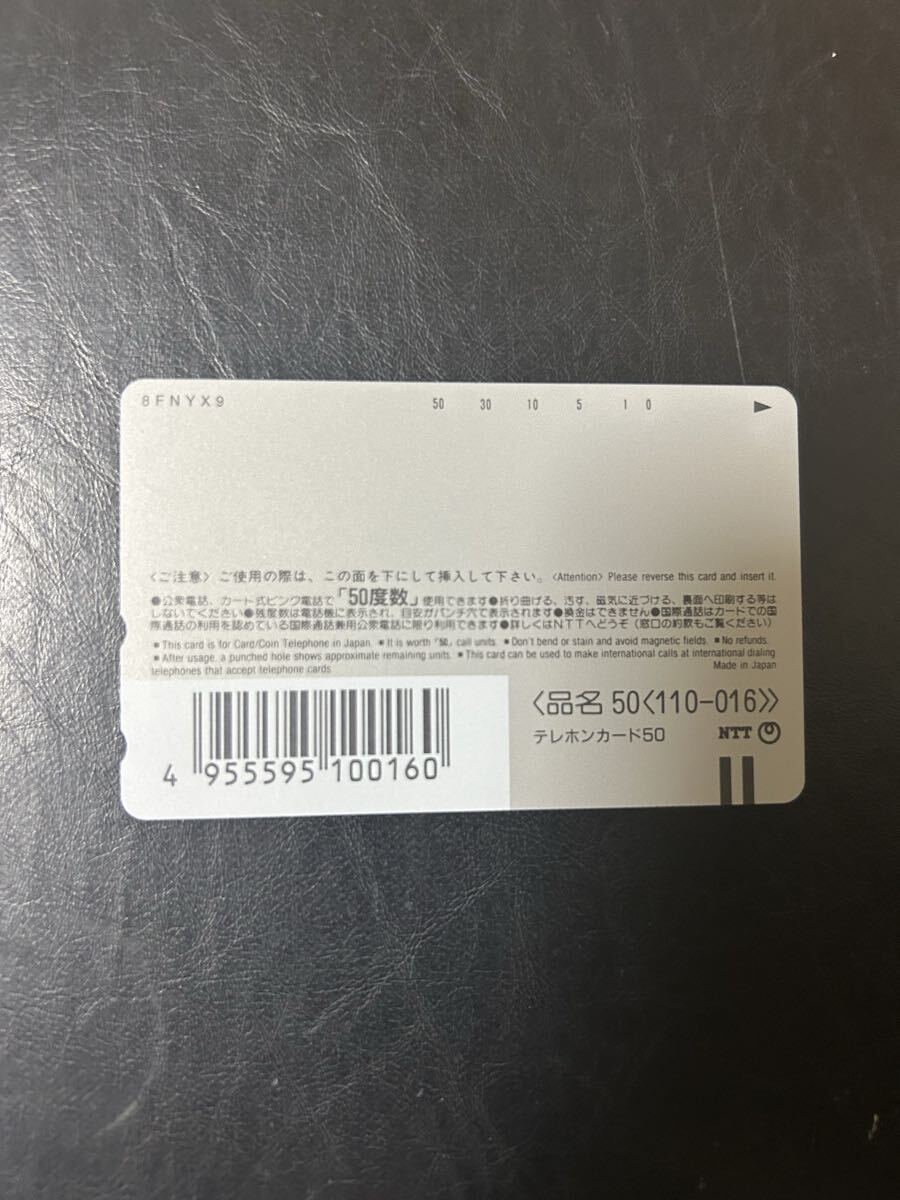 8FNYX9 50 30 10 5 1 0
〈ご注意〉ご使用の際は、この面を下にして挿入して下さい。〈Attention〉Please reverse this card and insert it.
●公衆電話、カード式ピンク電話で「50度数」使用できます●折り曲げる、汚す、磁気に近づける、裏面へ印刷する等は
しないでください●残度数は電話機に表示され、目安がパンチ穴で表示されます●換金はできません●国際通話はカードでの国
際通話の利用を認めている国際通話兼用公衆電話に限り利用できます●詳しくはNTTへどうぞ(窓口の約款もご覧ください)
■This card is for Card/Coin Telephone in Japan. ■It is worth "50" call units. ■Don't bend or stain and avoid magnetic fields. ■No refunds.
■After usage, a punched hole shows approximate remaining units. ■This card can be used to make international calls at international dialing
telephones that accept telephone cards. Made in Japan
〈品名 50〈110-016〉〉
テレホンカード50 NTT
4 955595 100160